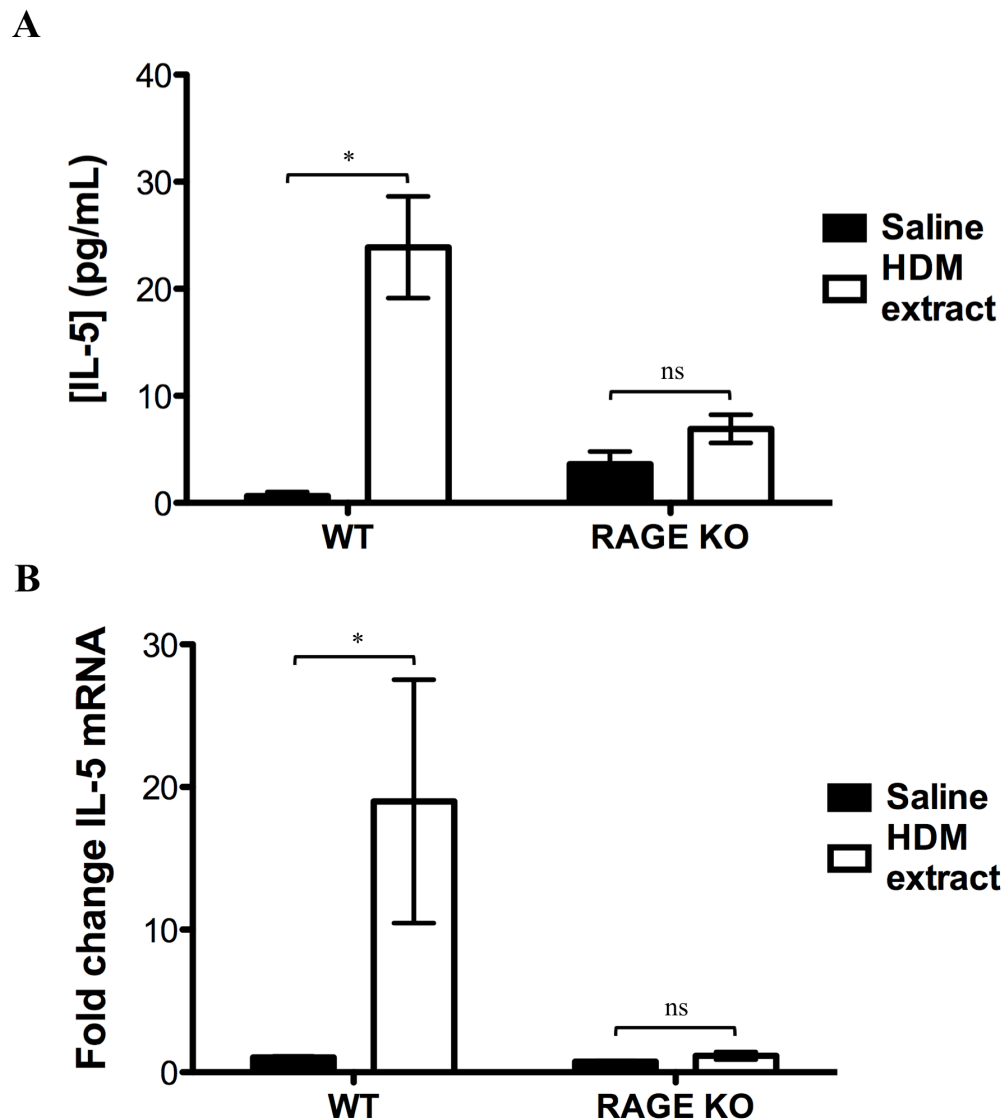 A
[IL-5] (pg/mL)
40
30
20
10
0
*
ns
Saline
HDM
extract
WT
RAGE KO
B
Fold change IL-5 mRNA
30
20
10
0
*
ns
Saline
HDM
extract
WT
RAGE KO